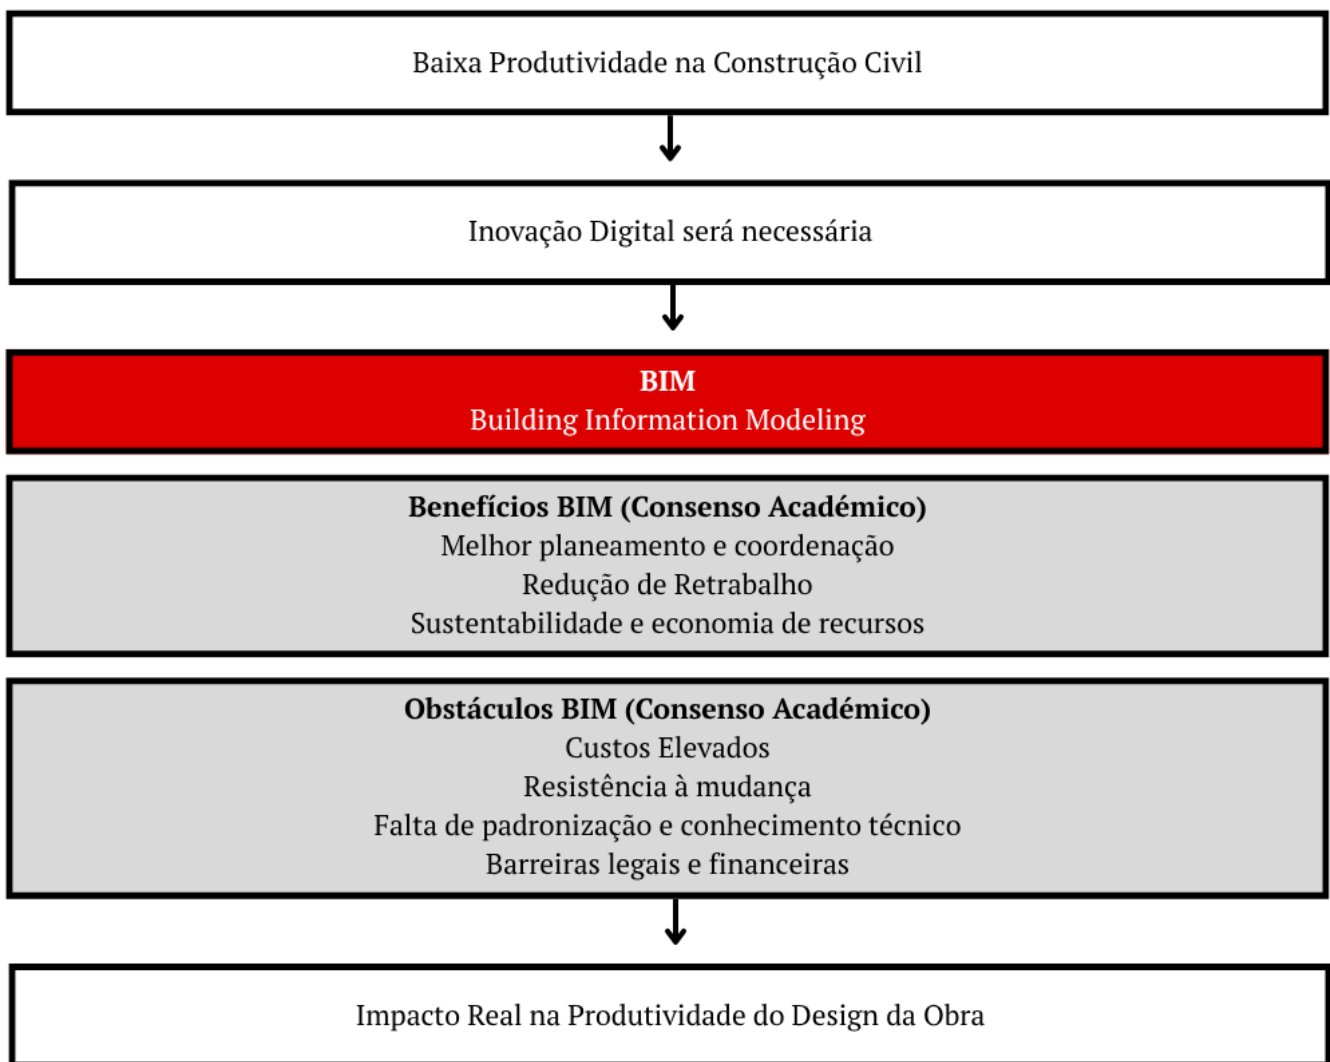 Baixa Produtividade na Construção Civil
Inovação Digital será necessária
BIM
Building Information Modeling
Benefícios BIM (Consenso Académico)
Melhor planeamento e coordenação
Redução de Retrabalho
Sustentabilidade e economia de recursos
Obstáculos BIM (Consenso Académico)
Custos Elevados
Resistência à mudança
Falta de padronização e conhecimento técnico
Barreiras legais e financeiras
Impacto Real na Produtividade do Design da Obra